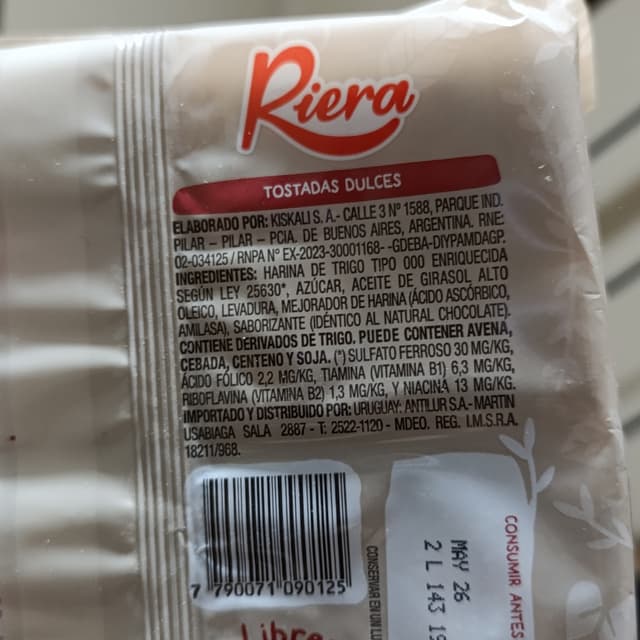 Riera
TOSTADAS DULCES
ELABORADO POR: KISKALI S. A.- CALLE 3 Nº 1588, PARQUE IND.
PILAR – PILAR – PCIA. DE BUENOS AIRES, ARGENTINA. RNE:
02-034125 / RNPA Nº EX-2023-30001168- -GDEBA-DIYPAMDAGP.
INGREDIENTES: HARINA DE TRIGO TIPO 000 ENRIQUECIDA
SEGÚN LEY 25630*, AZÚCAR, ACEITE DE GIRASOL ALTO
OLEICO, LEVADURA, MEJORADOR DE HARINA (ÁCIDO ASCÓRBICO,
AMILASA), SABORIZANTE (IDÉNTICO AL NATURAL CHOCOLATE).
CONTIENE DERIVADOS DE TRIGO. PUEDE CONTENER AVENA,
CEBADA, CENTENO Y SOJA. (*) SULFATO FERROSO 30 MG/KG,
ÁCIDO FÓLICO 2,2 MG/KG, TIAMINA (VITAMINA B1) 6,3 MG/KG,
RIBOFLAVINA (VITAMINA B2) 1,3 MG/KG, Y NIACINA 13 MG/KG.
IMPORTADO Y DISTRIBUIDO POR: URUGUAY: ANTILUR S.A.- MARTIN
USABIAGA SALA 2887 - T: 2522-1120 - MDEO. REG. I.M.S.R.A.
18211/968.
7 790071 090125
CONSERVAR EN UN
CONSUMIR ANTES
MAY 26
2 L 143
Libre